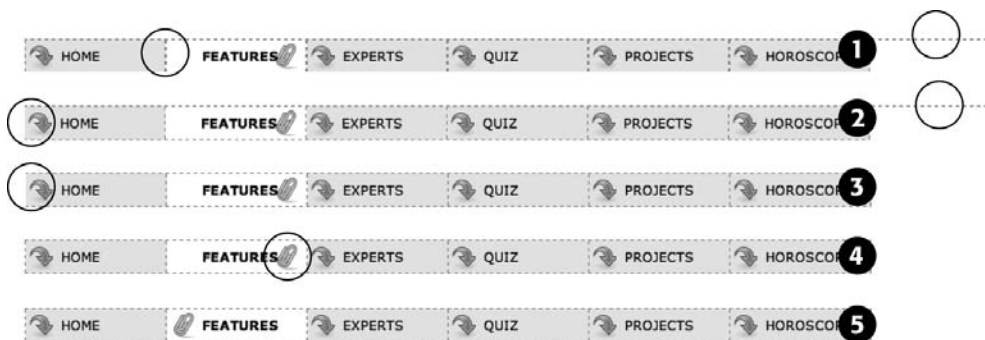 HOME FEATURES EXPERTS QUIZ PROJECTS HOROSCOP 1
HOME FEATURES EXPERTS QUIZ PROJECTS HOROSCOP 2
HOME FEATURES EXPERTS QUIZ PROJECTS HOROSCOP 3
HOME FEATURES EXPERTS QUIZ PROJECTS HOROSCOP 4
HOME FEATURES EXPERTS QUIZ PROJECTS HOROSCOP 5